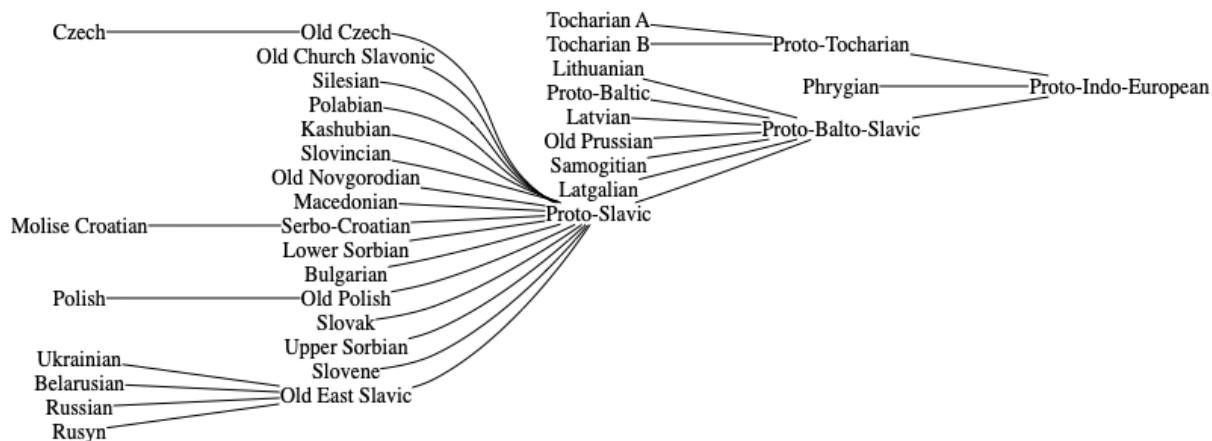 Czech
Old Czech
Old Church Slavonic
Silesian
Polabian
Kashubian
Slovincian
Old Novgorodian
Macedonian
Molise Croatian
Serbo-Croatian
Lower Sorbian
Bulgarian
Polish
Old Polish
Slovak
Upper Sorbian
Slovene
Ukrainian
Belarusian
Russian
Rusyn
Old East Slavic
Tocharian A
Tocharian B
Lithuanian
Proto-Baltic
Latvian
Old Prussian
Samogitian
Latgalian
Proto-Slavic
Proto-Tocharian
Phrygian
Proto-Balto-Slavic
Proto-Indo-European